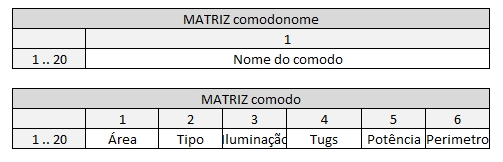 MATRIZ comodonome
1
1 .. 20 Nome do comodo
MATRIZ comodo
1 2 3 4 5 6
1 .. 20 Área Tipo Iluminação Tugs Potência Perimetro